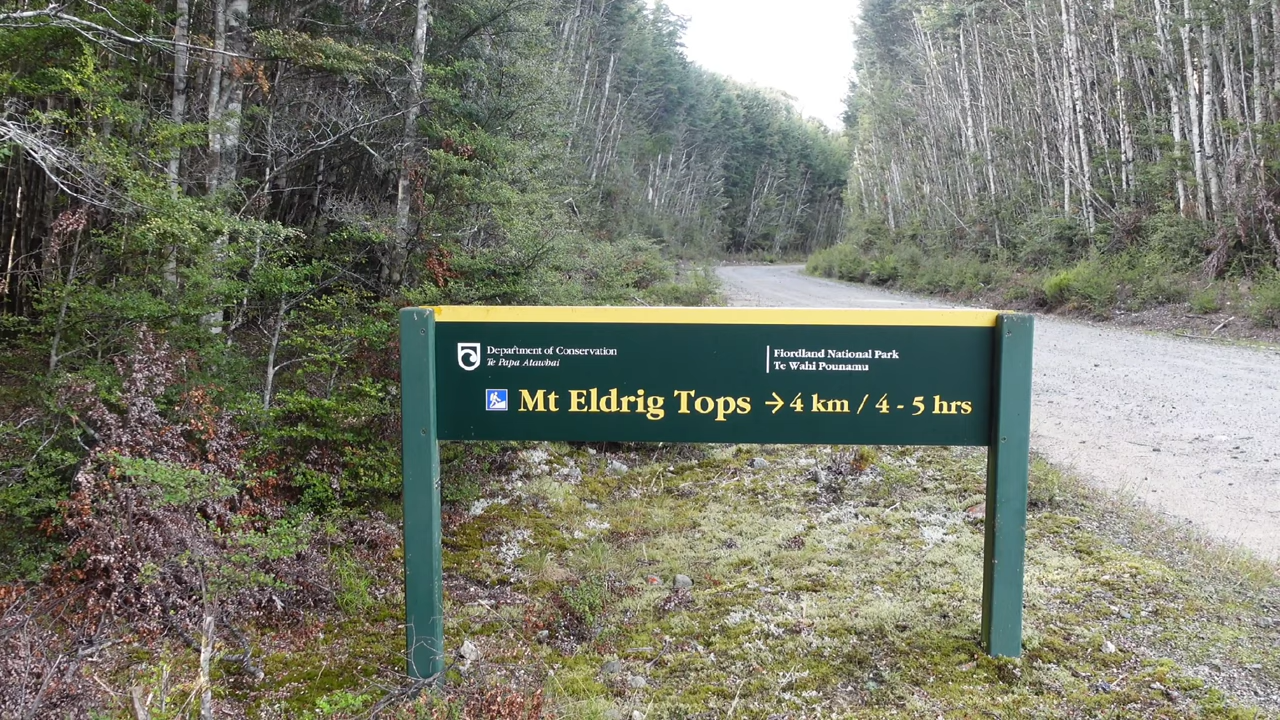 Department of Conservation
Te Papa Atawhai
Fiordland National Park
Te Wahi Pounamu
Mt Eldrig Tops → 4 km / 4 - 5 hrs